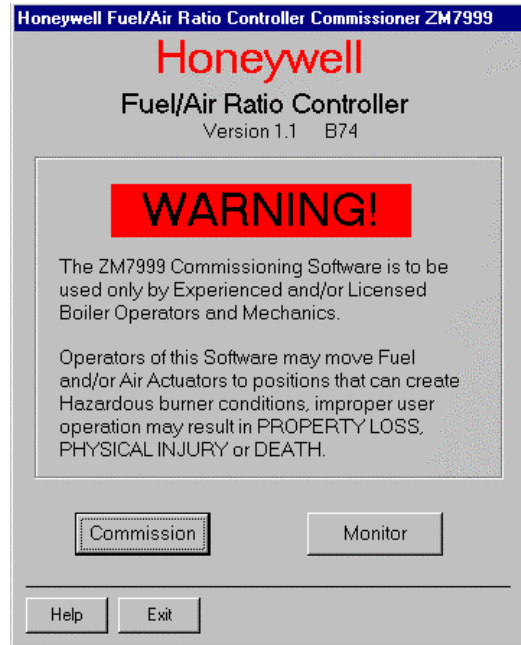 Honeywell Fuel/Air Ratio Controller Commissioner ZM7999
Honeywell
Fuel/Air Ratio Controller
Version 1.1 B74
WARNING!
The ZM7999 Commissioning Software is to be
used only by Experienced and/or Licensed
Boiler Operators and Mechanics.
Operators of this Software may move Fuel
and/or Air Actuators to positions that can create
Hazardous burner conditions, improper user
operation may result in PROPERTY LOSS,
PHYSICAL INJURY or DEATH.
Commission Monitor
Help Exit